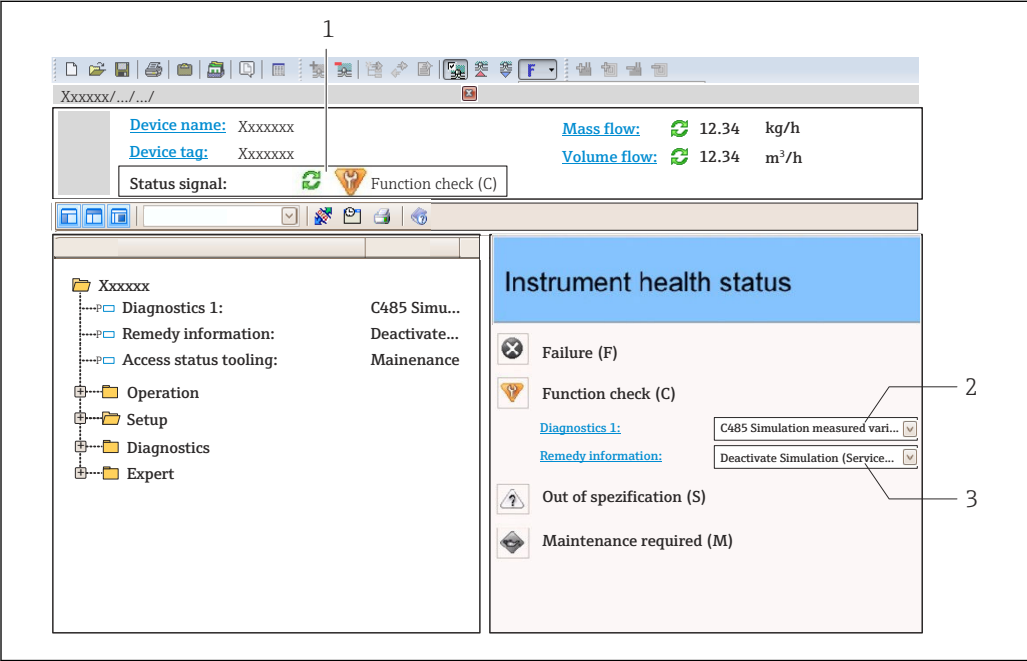 1
F
Xxxxxx/.../.../
Device name: Xxxxxxx
Mass flow: 12.34 kg/h
Device tag: Xxxxxxx
Volume flow: 12.34 m³/h
Status signal: Function check (C)
Instrument health status
Xxxxxx
Diagnostics 1: C485 Simu...
Remedy information: Deactivate...
Access status tooling: Mainenance
Operation
Setup
Diagnostics
Expert
Failure (F)
Function check (C)
2
Diagnostics 1: C485 Simulation measured vari...
Remedy information: Deactivate Simulation (Service...
Out of spezification (S)
3
Maintenance required (M)